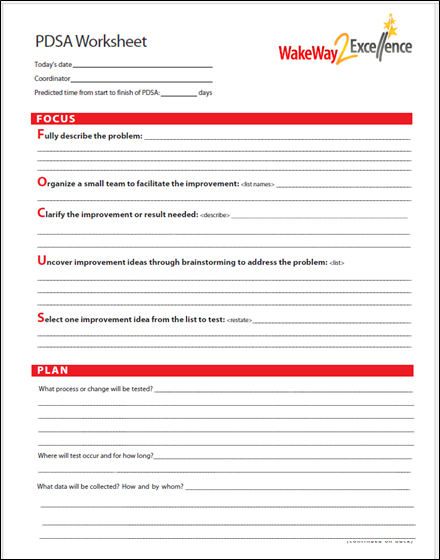 PDSA Worksheet
WakeWay2Excellence
Today's date
Coordinator
Predicted time from start to finish of PDSA: days
FOCUS
Fully describe the problem:
Organize a small team to facilitate the improvement: <list names>
Clarify the improvement or result needed: <describe>
Uncover improvement ideas through brainstorming to address the problem: <list>
Select one improvement idea from the list to test: <restate>
PLAN
What process or change will be tested?
Where will test occur and for how long?
What data will be collected? How and by whom?